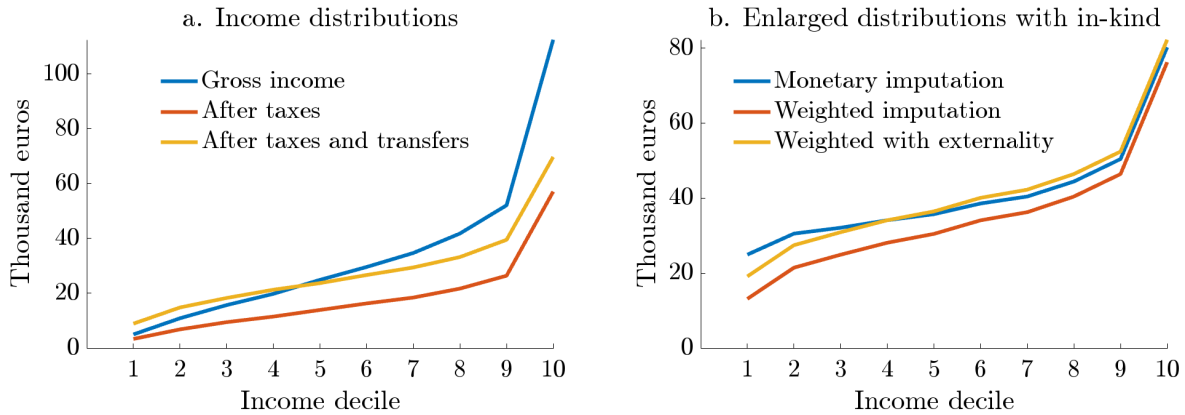 a. Income distributions
Thousand euros
100
80
60
40
20
0
Gross income
After taxes
After taxes and transfers
1 2 3 4 5 6 7 8 9 10
Income decile
b. Enlarged distributions with in-kind
Thousand euros
80
60
40
20
0
Monetary imputation
Weighted imputation
Weighted with externality
1 2 3 4 5 6 7 8 9 10
Income decile